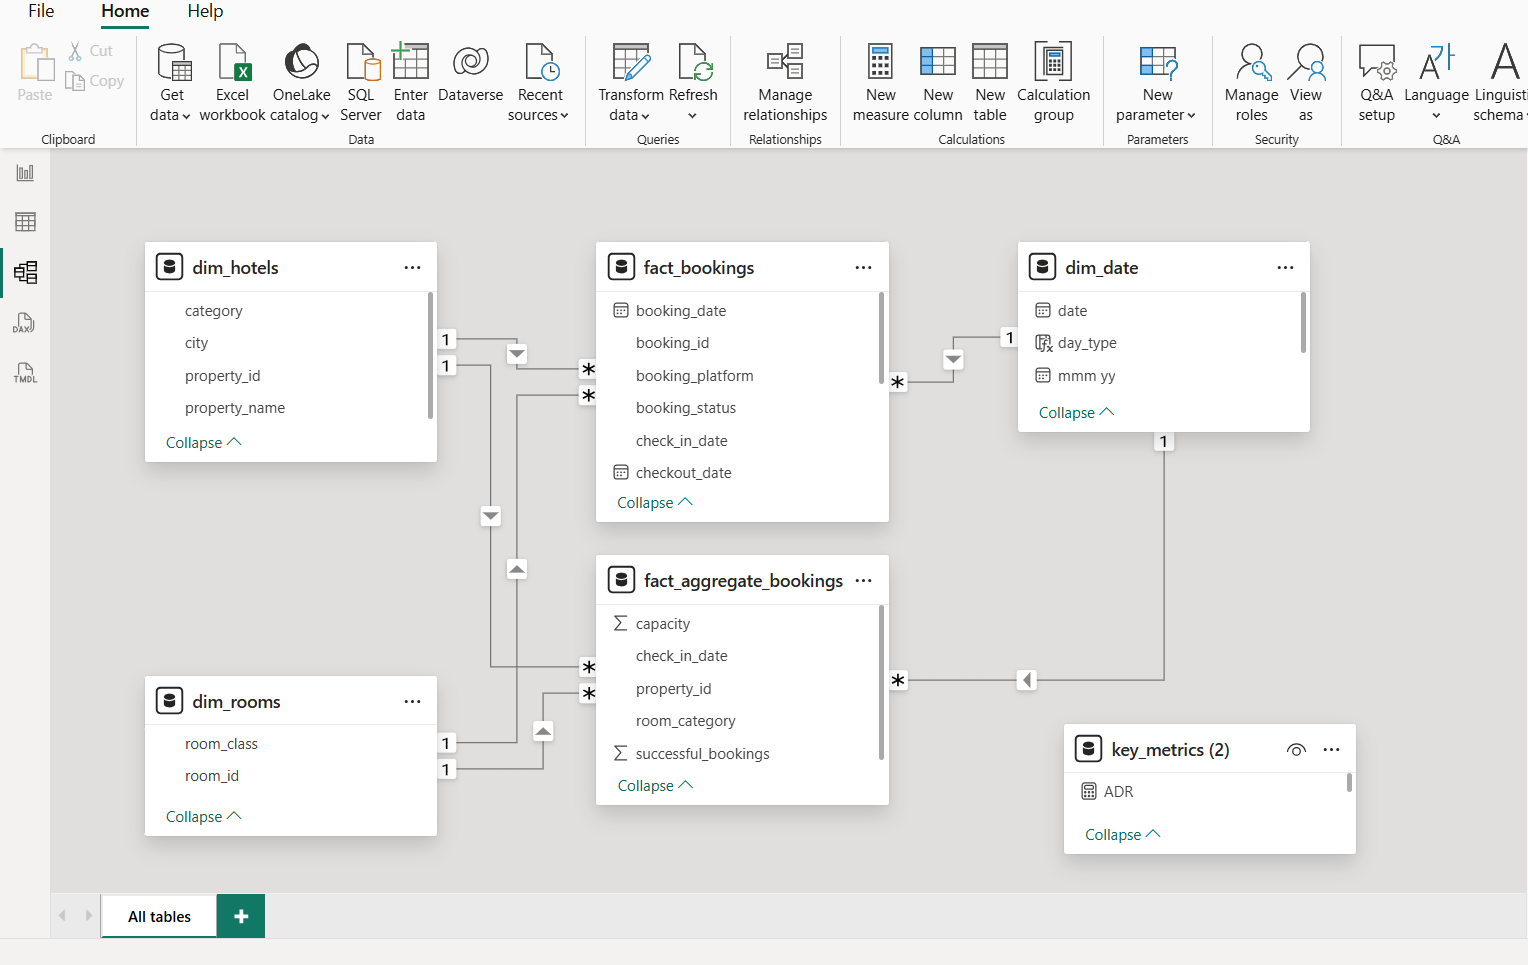 File Home Help
Paste
Cut
Copy
Clipboard
Get data
Excel workbook
OneLake catalog
SQL Server
Enter data
Dataverse
Recent sources
Data
Transform data
Refresh
Queries
Manage relationships
Relationships
New measure
New column
New table
Calculation group
Calculations
New parameter
Parameters
Manage roles
View as
Security
Q&A setup
Language
Linguisti
schema
Q&A
DAX
TMDL
dim_hotels
category
city
property_id
property_name
Collapse
1
1
fact_bookings
booking_date
booking_id
booking_platform
booking_status
check_in_date
checkout_date
Collapse
*
*
*
dim_date
date
day_type
mmm yy
Collapse
1
1
fact_aggregate_bookings
capacity
check_in_date
property_id
room_category
successful_bookings
Collapse
*
*
*
dim_rooms
room_class
room_id
Collapse
1
1
key_metrics (2)
ADR
Collapse
All tables
+